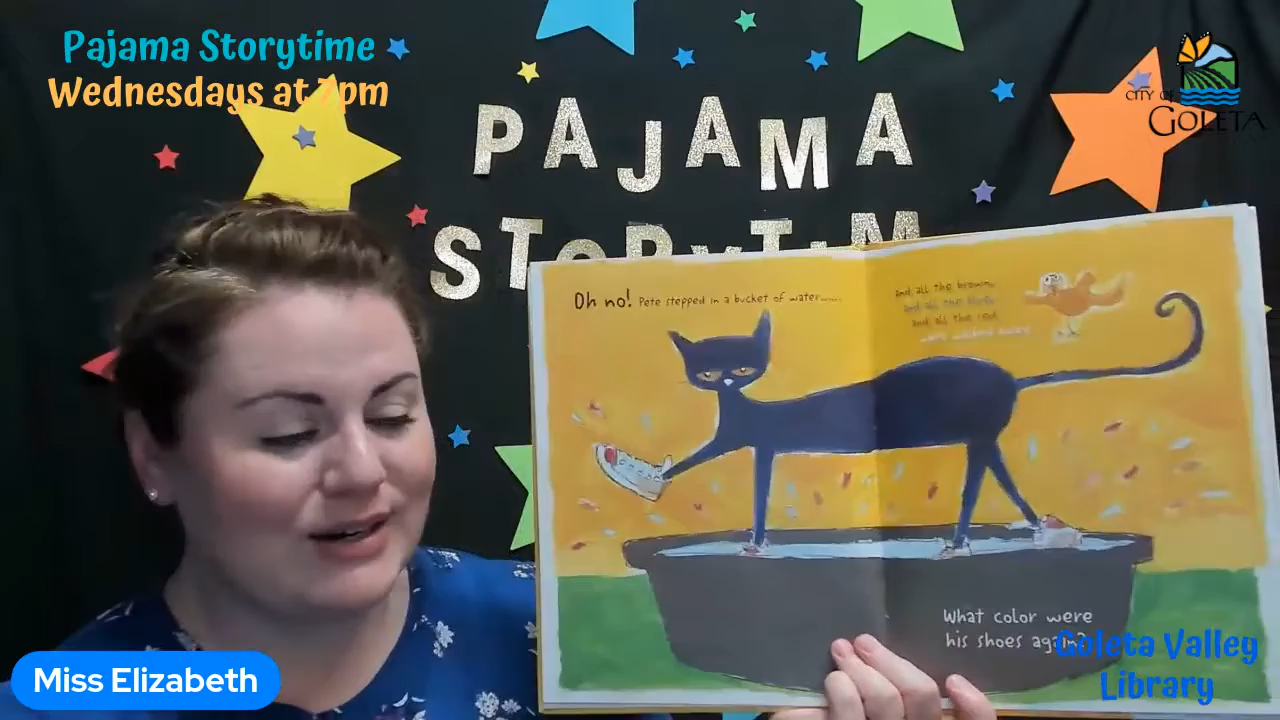 Pajama Storytime
Wednesdays at 7pm
CITY OF
GOLETA
PAJAMA
STORYTIM
Oh no! Pete stepped in a bucket of water......
and all the brown,
and all the blue,
and all the red
were washed away.
What color were
his shoes again?
Goleta Valley
Library
Miss Elizabeth